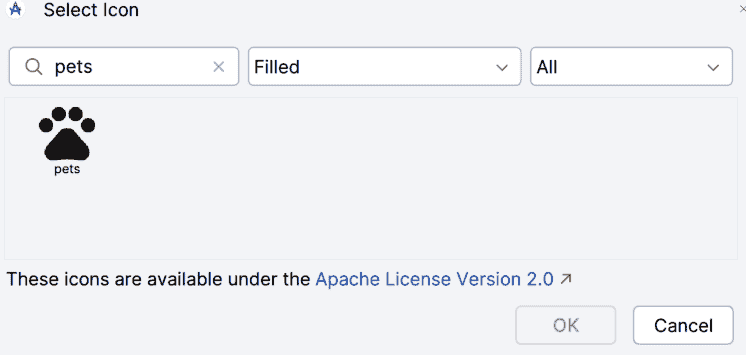 Select Icon
pets
Filled
All
pets
These icons are available under the Apache License Version 2.0 ↗
OK
Cancel